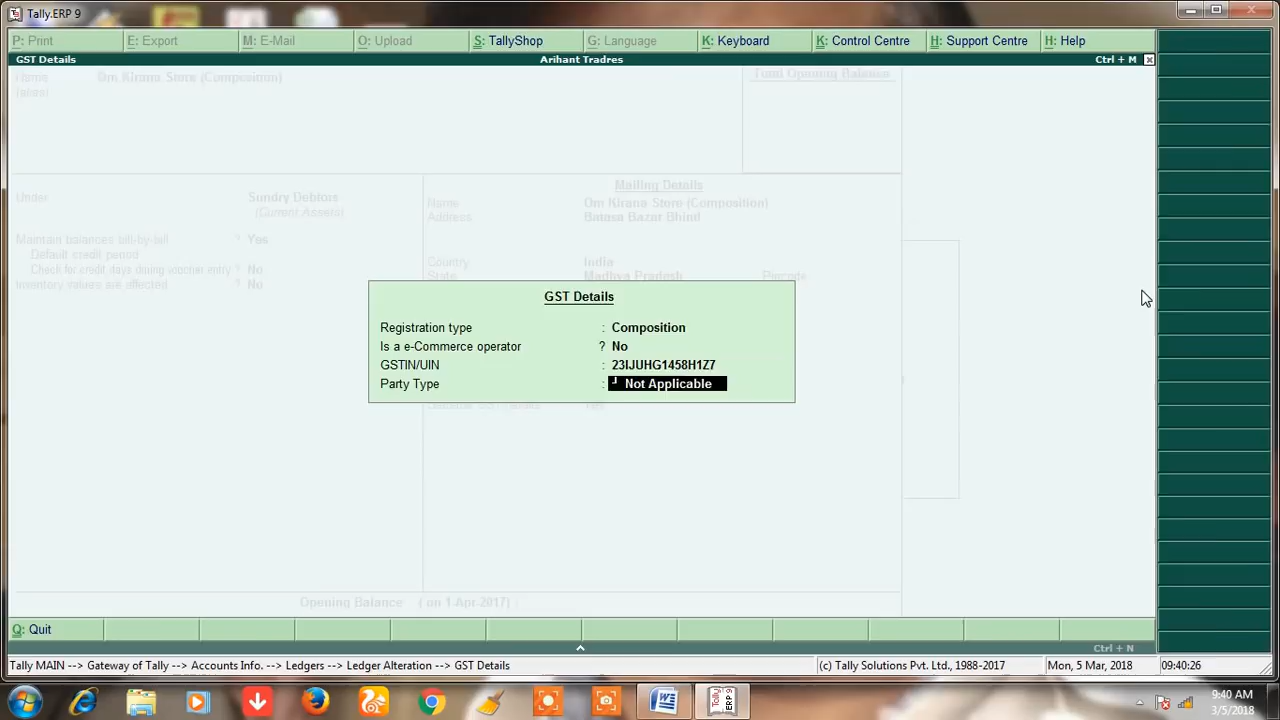 Tally.ERP 9
P: Print E: Export M: E-Mail O: Upload S: TallyShop G: Language K: Keyboard K: Control Centre H: Support Centre H: Help
GST Details Arihant Tradres Ctrl + M
Name Om Kirana Store (Composition) Total Opening Balance
(alias)
Under Sundry Debtors Mailing Details
(Current Assets) Name Om Kirana Store (Composition)
Address Batasa Bazar Bhind
Maintain balances bill-by-bill ? Yes
Default credit period
Country India
Check for credit days during voucher entry ? No
State Madhya Pradesh Pincode
Inventory values are affected ? No
GST Details
Registration type : Composition
Is a e-Commerce operator ? No
GSTIN/UIN : 23IJUHG1458H1Z7
Party Type : ┘ Not Applicable
Opening Balance ( on 1-Apr-2017) :
Q: Quit
Ctrl + N
Tally MAIN --> Gateway of Tally --> Accounts Info. --> Ledgers --> Ledger Alteration --> GST Details (c) Tally Solutions Pvt. Ltd., 1988-2017 Mon, 5 Mar, 2018 09:40:26
9:40 AM
3/5/2018